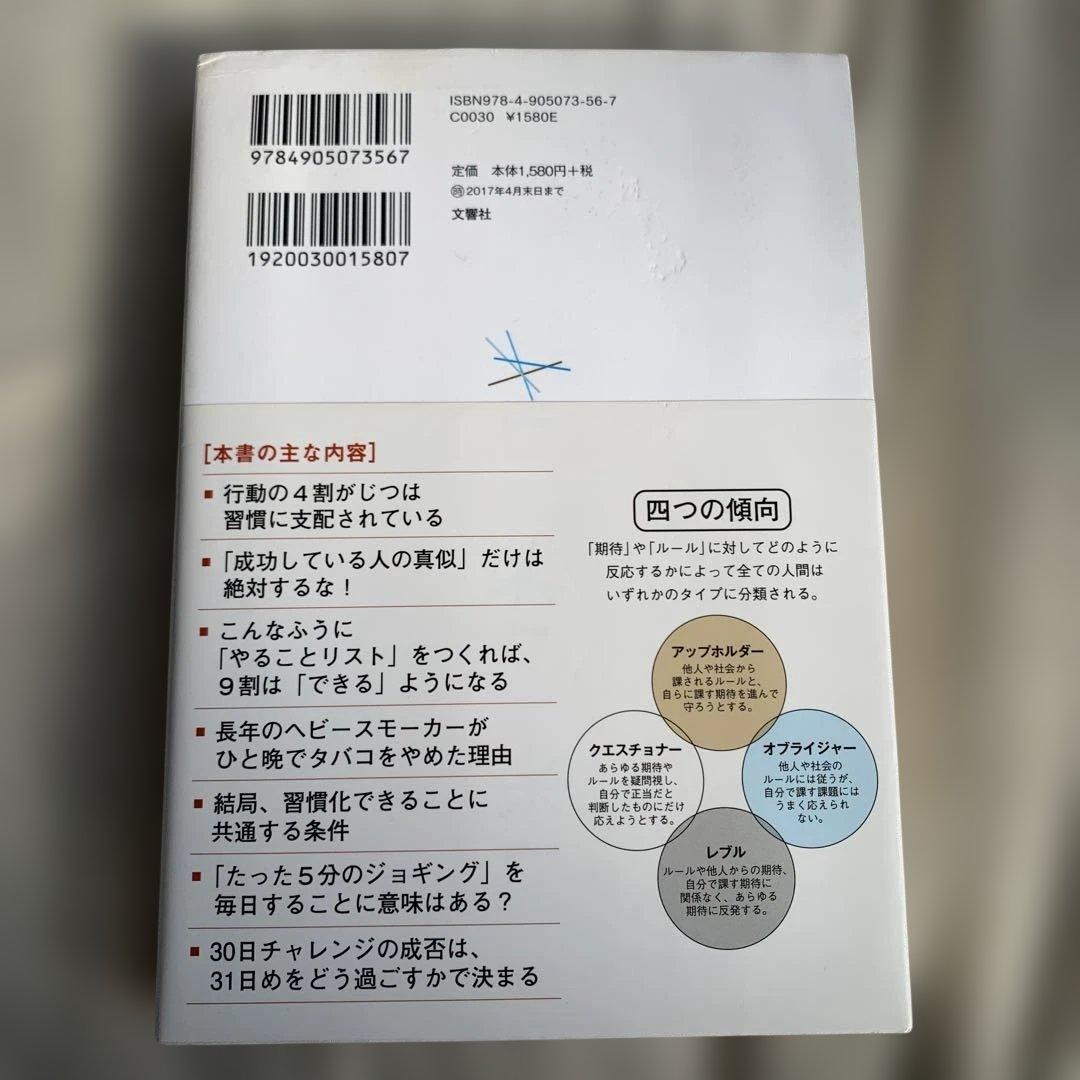 ISBN978-4-905073-56-7
C0030 ¥1580E
9784905073567
定価 本体1,580円+税
㊕2017年4月末日まで
文響社
1920030015807
[本書の主な内容]
■ 行動の4割がじつは
習慣に支配されている
■ 「成功している人の真似」だけは
絶対するな!
■ こんなふうに
「やることリスト」をつくれば、
9割は「できる」ようになる
■ 長年のヘビースモーカーが
ひと晩でタバコをやめた理由
■ 結局、習慣化できることに
共通する条件
■ 「たった5分のジョギング」を
毎日することに意味はある?
■ 30日チャレンジの成否は、
31日めをどう過ごすかで決まる
四つの傾向
「期待」や「ルール」に対してどのように
反応するかによって全ての人間は
いずれかのタイプに分類される。
アップホルダー
他人や社会から
課されるルールと、
自らに課す期待を進んで
守ろうとする。
クエスチョナー
あらゆる期待や
ルールを疑問視し、
自分で正当だと
判断したものにだけ
応えようとする。
オブライジャー
他人や社会の
ルールには従うが、
自分で課す課題には
うまく応えられ
ない。
レブル
ルールや他人からの期待、
自分で課す期待に
関係なく、あらゆる
期待に反発する。